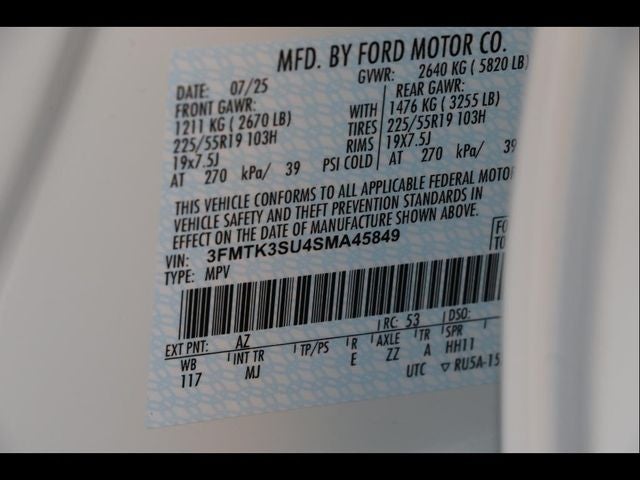 MFD. BY FORD MOTOR CO.
DATE: 07/25 GVWR: 2640 KG ( 5820 LB)
FRONT GAWR: REAR GAWR:
1211 KG ( 2670 LB) WITH 1476 KG ( 3255 LB)
225/55R19 103H TIRES 225/55R19 103H
19x7.5J RIMS 19X7.5J
AT 270 kPa/ 39 PSI COLD AT 270 kPa/ 39
THIS VEHICLE CONFORMS TO ALL APPLICABLE FEDERAL MOTOR
VEHICLE SAFETY AND THEFT PREVENTION STANDARDS IN
EFFECT ON THE DATE OF MANUFACTURE SHOWN ABOVE.
VIN: 3FMTK3SU4SMA45849
TYPE: MPV
EXT PNT: AZ RC: 53 DSO:
WB INT TR TP/PS R AXLE TR SPR
117 MJ E ZZ A HH11
UTC ▽ RU5A-15